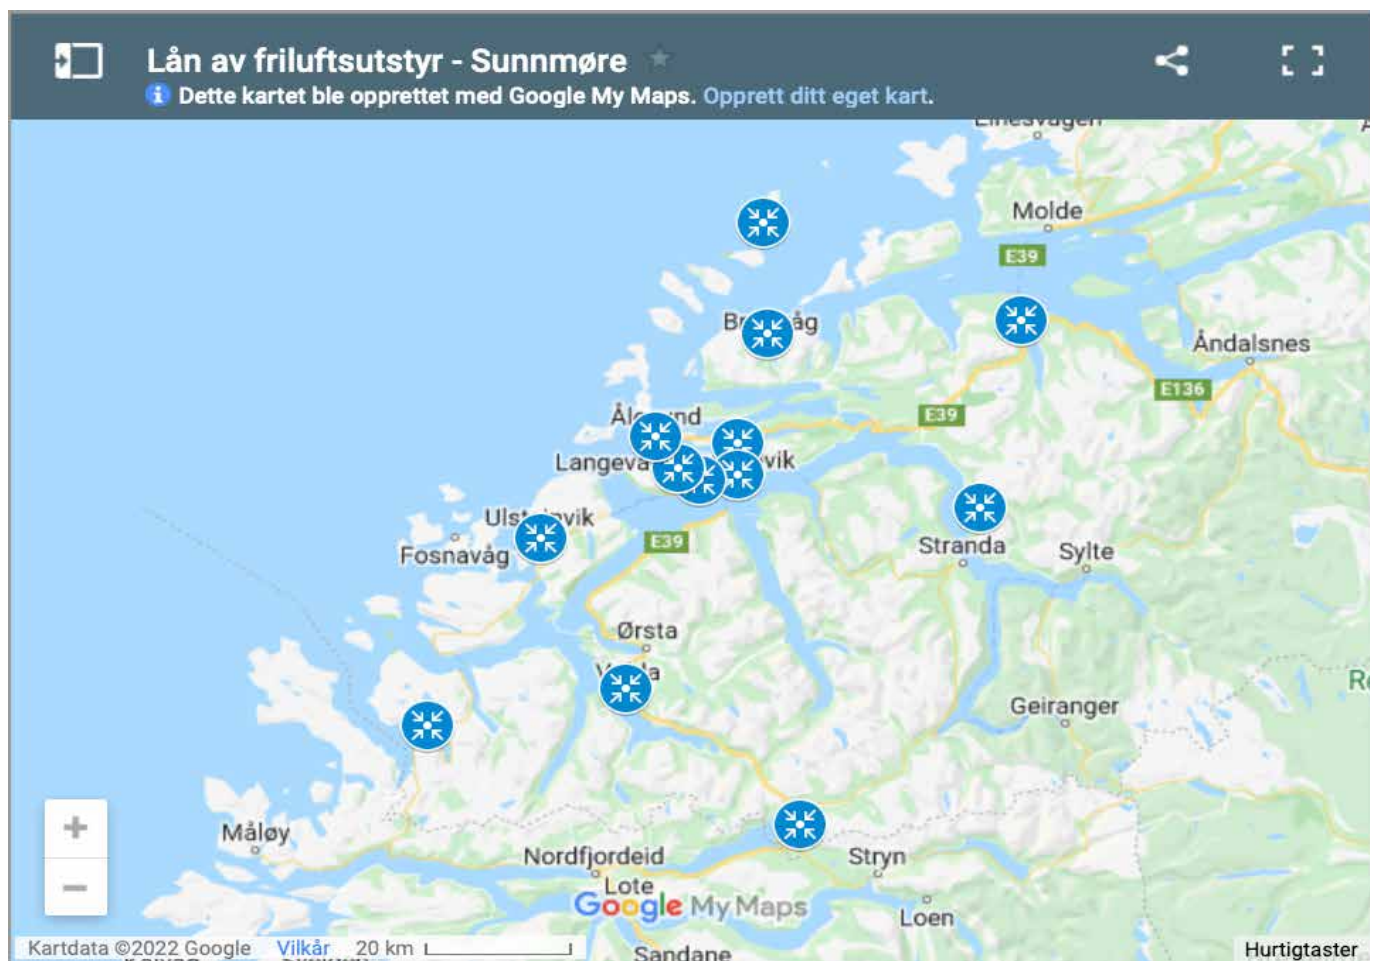 Lån av friluftsutstyr - Sunnmøre
Dette kartet ble opprettet med Google My Maps. Opprett ditt eget kart.
Molde
E39
Åndalsnes
E136
E39
Ulsteinvik
E39
Fosnavåg
Stranda
Sylte
Ørsta
Geiranger
Måløy
Nordfjordeid
Stryn
Lote
Google My Maps
Loen
Sandane
Kartdata ©2022 Google Vilkår 20 km
Hurtigtaster